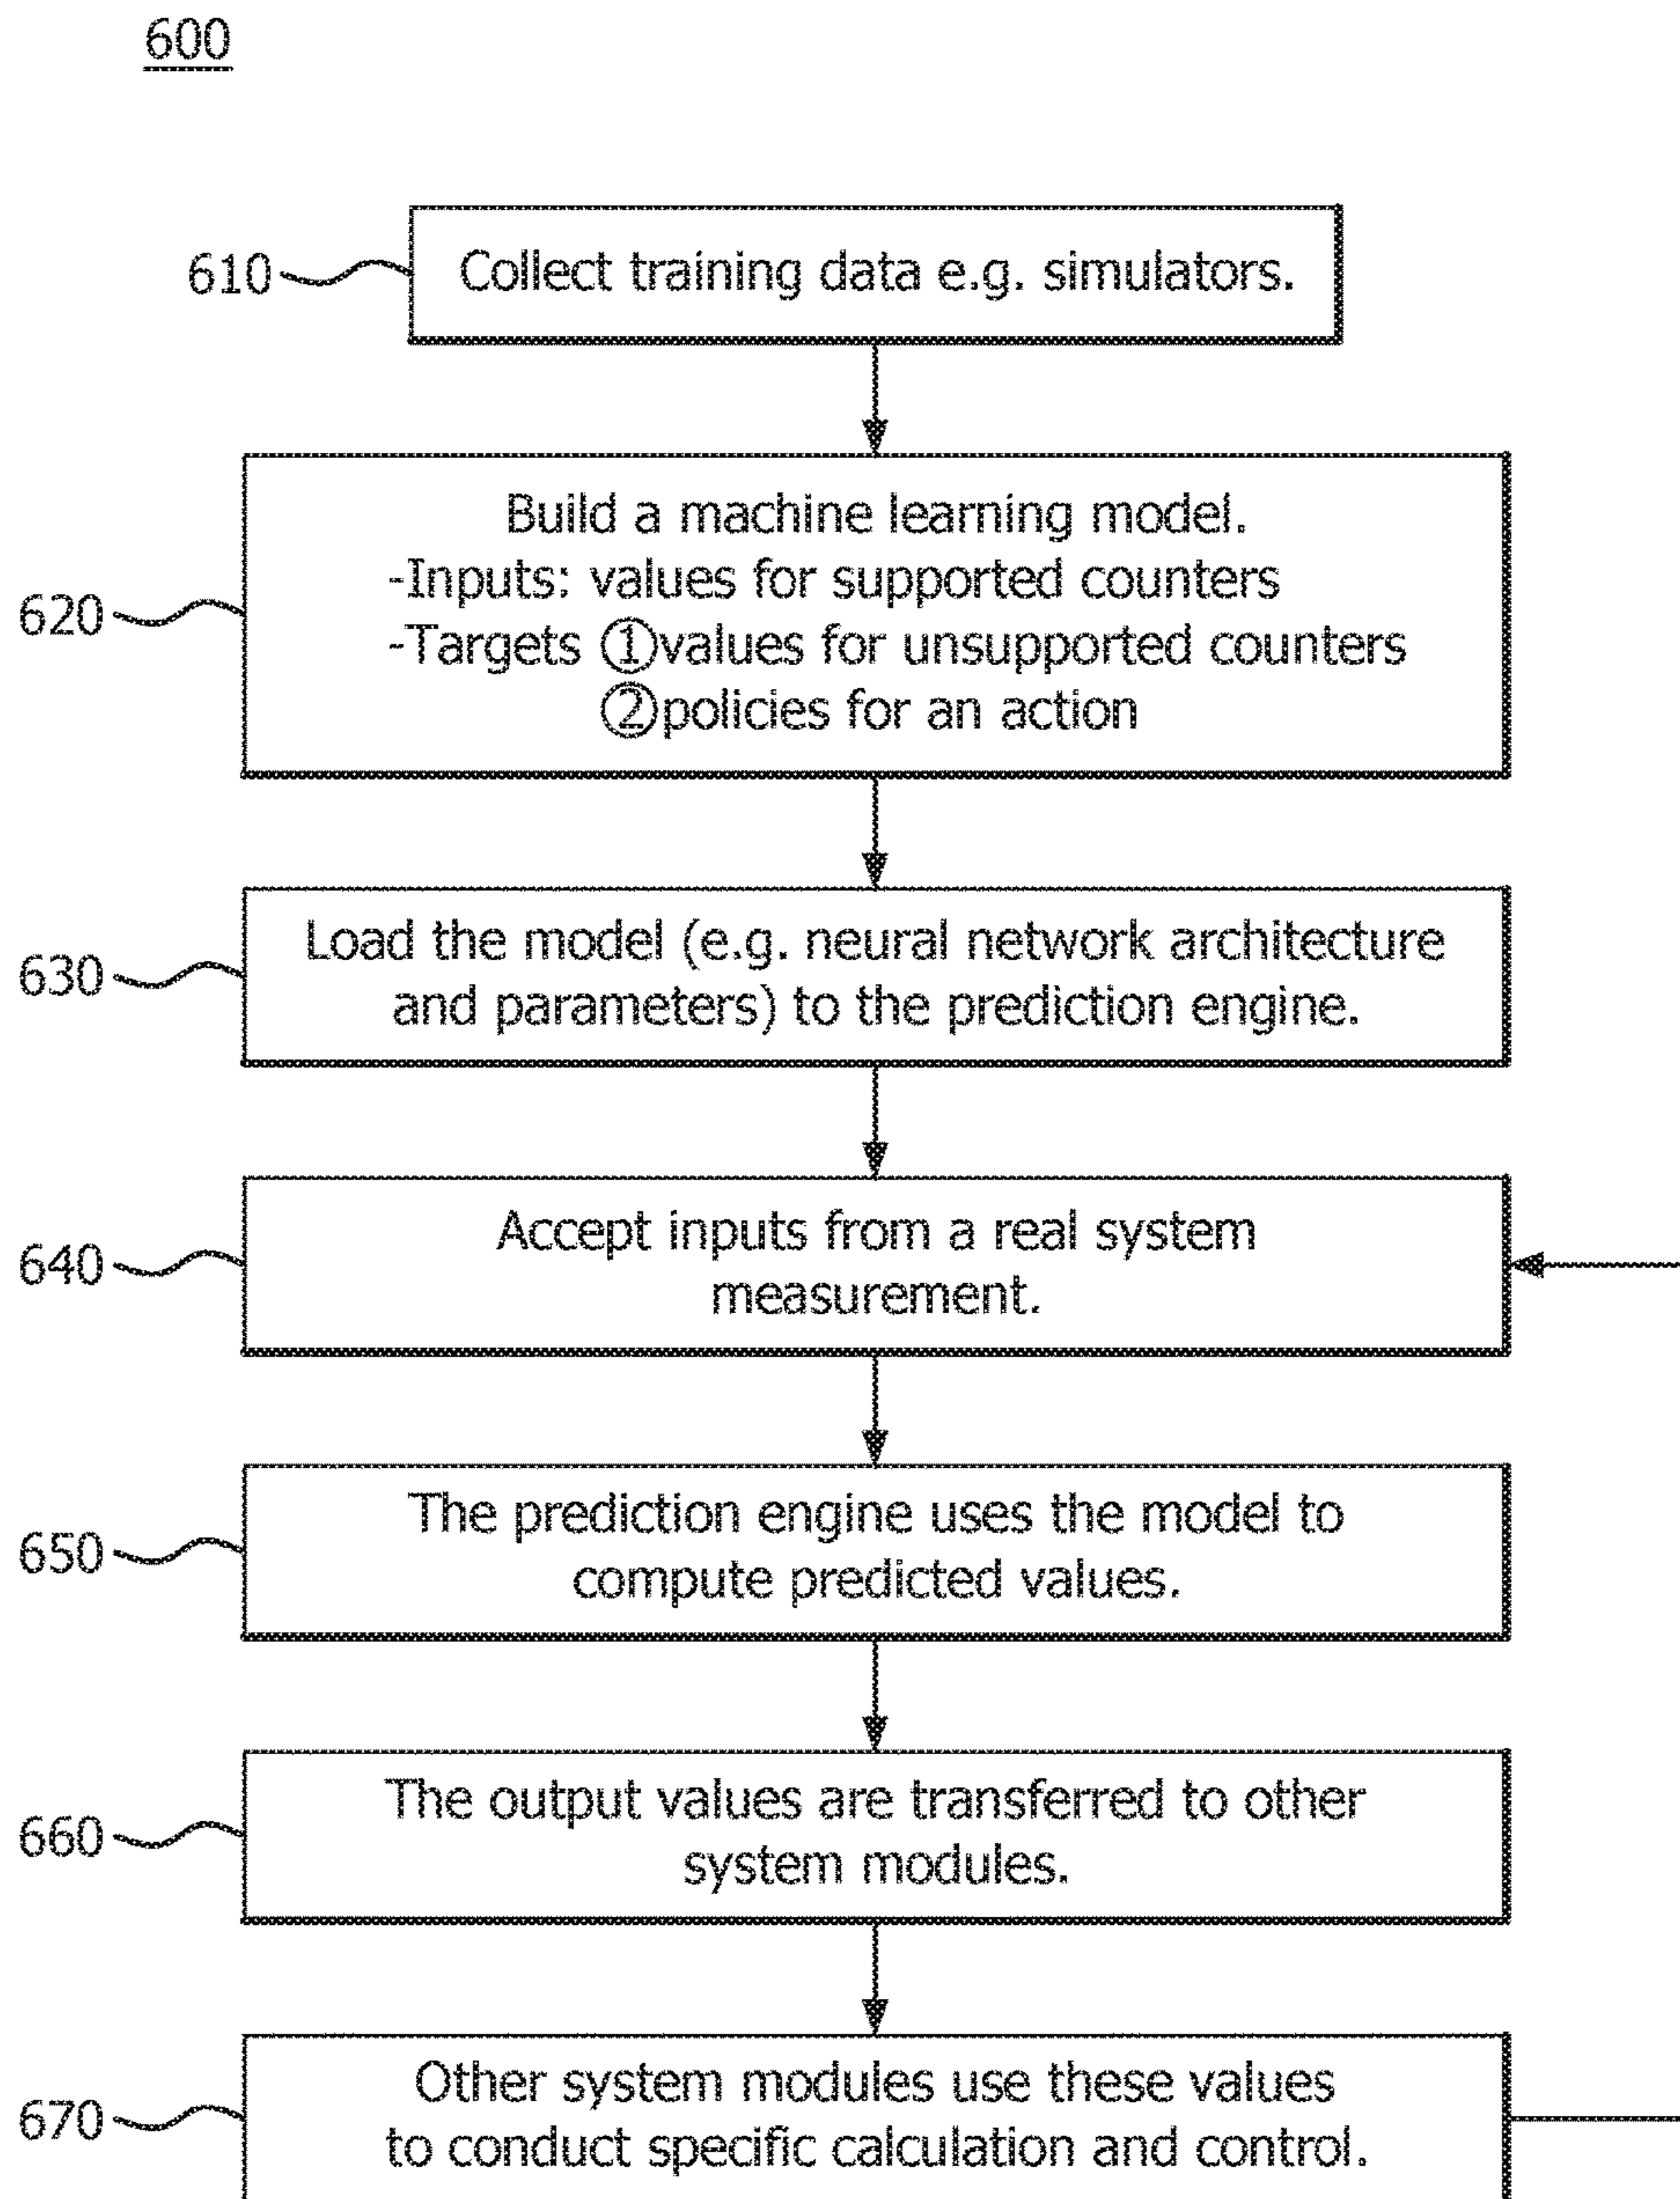 600
610
Collect training data e.g. simulators.
620
Build a machine learning model.
-Inputs: values for supported counters
-Targets ①values for unsupported counters
②policies for an action
630
Load the model (e.g. neural network architecture
and parameters) to the prediction engine.
640
Accept inputs from a real system
measurement.
650
The prediction engine uses the model to
compute predicted values.
660
The output values are transferred to other
system modules.
670
Other system modules use these values
to conduct specific calculation and control.